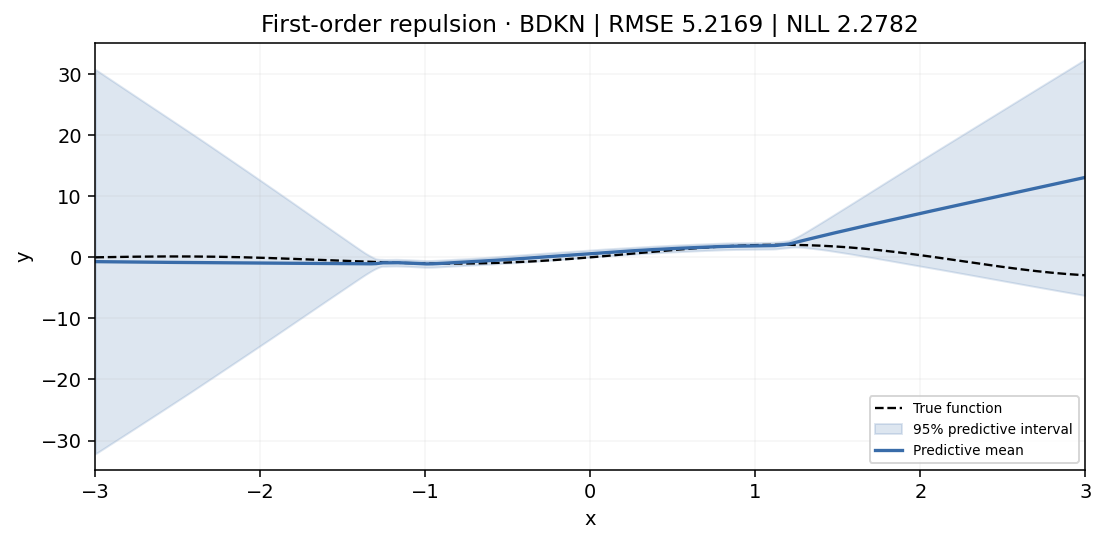 First-order repulsion · BDKN | RMSE 5.2169 | NLL 2.2782
y
30
20
10
0
−10
−20
−30
−3
−2
−1
0
1
2
3
x
True function
95% predictive interval
Predictive mean